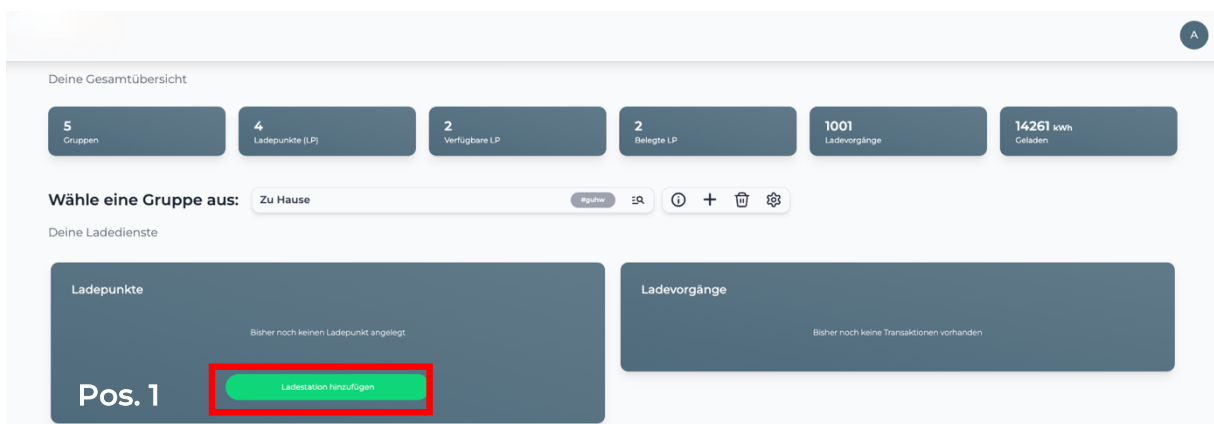 A
Deine Gesamtübersicht
5
Gruppen
4
Ladepunkte (LP)
2
Verfügbare LP
2
Belegte LP
1001
Ladevorgänge
14261 kWh
Geladen
Wähle eine Gruppe aus: Zu Hause #guhw
Deine Ladedienste
Ladepunkte
Bisher noch keinen Ladepunkt angelegt
Ladestation hinzufügen
Pos. 1
Ladevorgänge
Bisher noch keine Transaktionen vorhanden